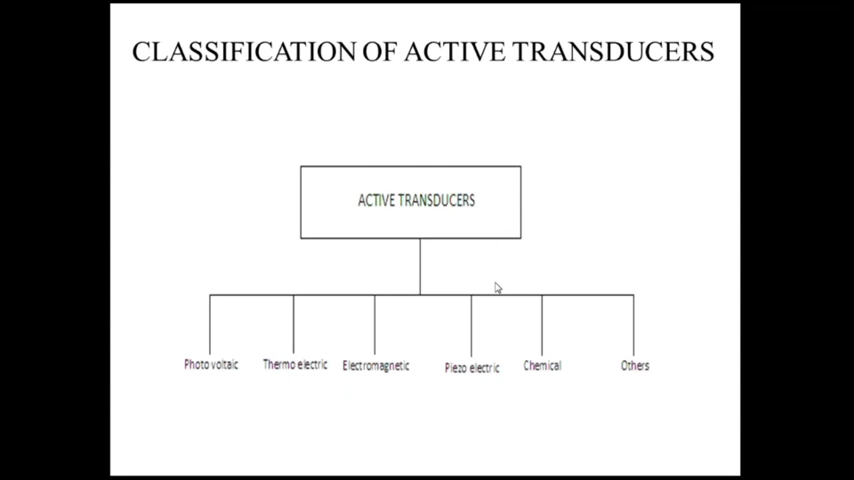 CLASSIFICATION OF ACTIVE TRANSDUCERS
ACTIVE TRANSDUCERS
Photo voltaic
Thermo electric
Electromagnetic
Piezo electric
Chemical
Others